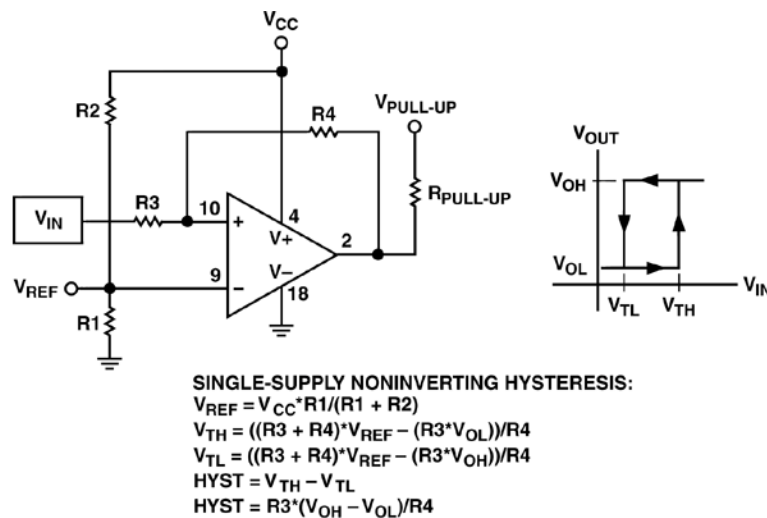 VCC
R2
R4
VPULL-UP
RPULL-UP
VIN
R3
10
+
4
V+
2
V–
9
–
18
VREF
R1
VOUT
VOH
VOL
VTL
VTH
VIN
SINGLE-SUPPLY NONINVERTING HYSTERESIS:
VREF = VCC*R1/(R1 + R2)
VTH = ((R3 + R4)*VREF – (R3*VOL))/R4
VTL = ((R3 + R4)*VREF – (R3*VOH))/R4
HYST = VTH – VTL
HYST = R3*(VOH – VOL)/R4